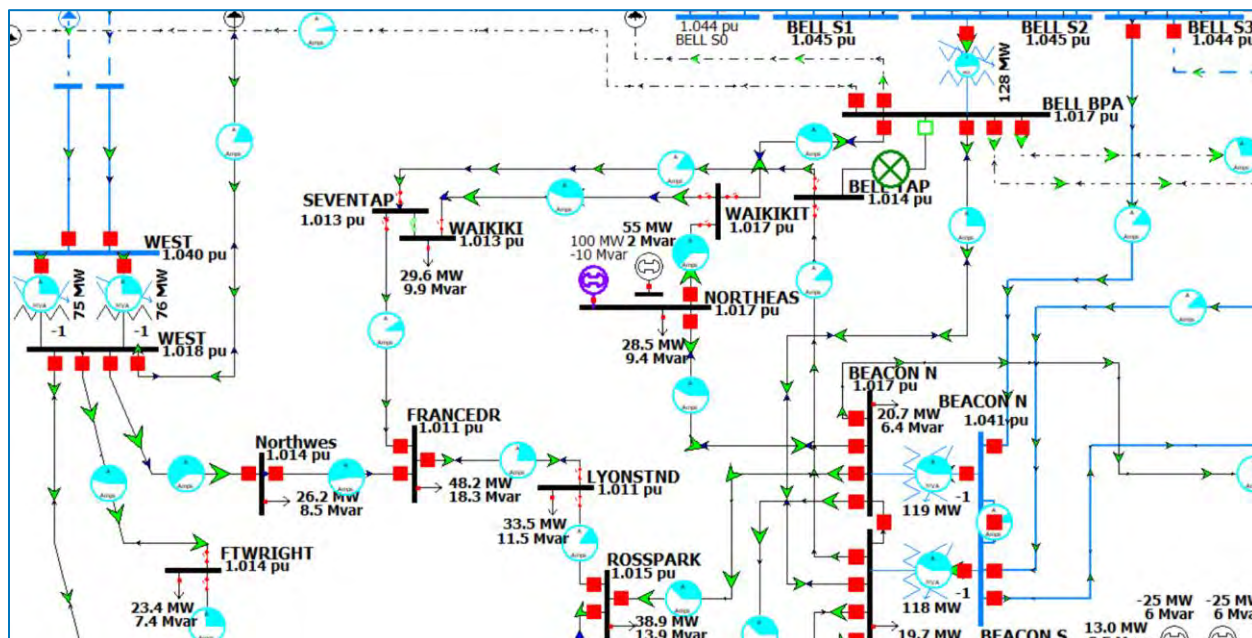 1.044 pu
BELL S0
BELL S1
1.045 pu
BELL S2
1.045 pu
BELL S3
1.044 pu
128 MW
BELL BPA
1.017 pu
SEVENTAP
1.013 pu
WAIKIKI
1.013 pu
29.6 MW
9.9 Mvar
WAIKIKIT
1.017 pu
BELL TAP
1.014 pu
55 MW
2 Mvar
100 MW
-10 Mvar
NORTHEAS
1.017 pu
28.5 MW
9.4 Mvar
WEST
1.040 pu
75 MW
76 MW
-1
-1
WEST
1.018 pu
FRANCEDR
1.011 pu
48.2 MW
18.3 Mvar
Northwes
1.014 pu
26.2 MW
8.5 Mvar
LYONSTND
1.011 pu
33.5 MW
11.5 Mvar
FTWRIGHT
1.014 pu
23.4 MW
7.4 Mvar
ROSSPARK
1.015 pu
38.9 MW
13.9 Mvar
BEACON N
1.017 pu
20.7 MW
6.4 Mvar
BEACON N
1.041 pu
-1
119 MW
-1
118 MW
19.7 MW
BEACON S
-25 MW
6 Mvar
-25 MW
6 Mvar
13.0 MW